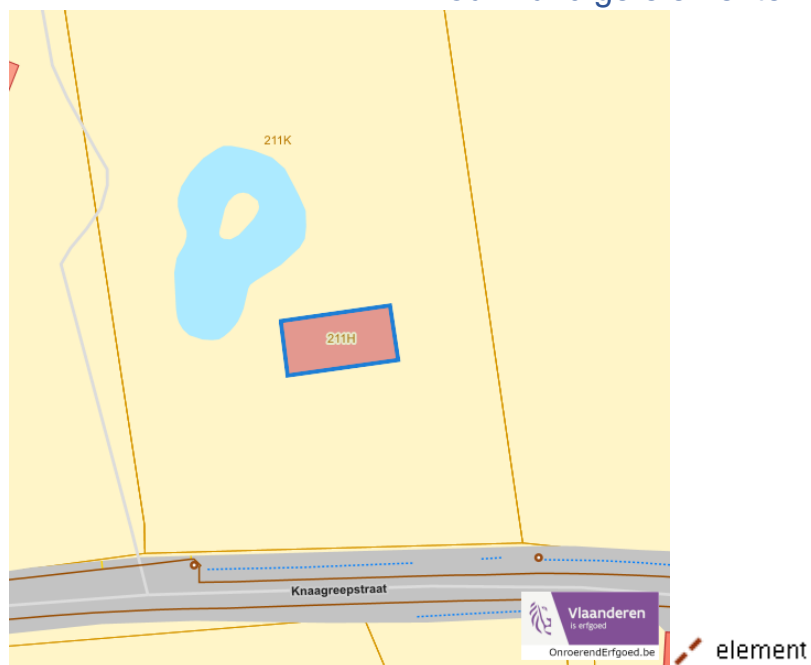 211K
211H
Knaagreepstraat
Vlaanderen
is erfgoed
OnroerendErfgoed.be
element